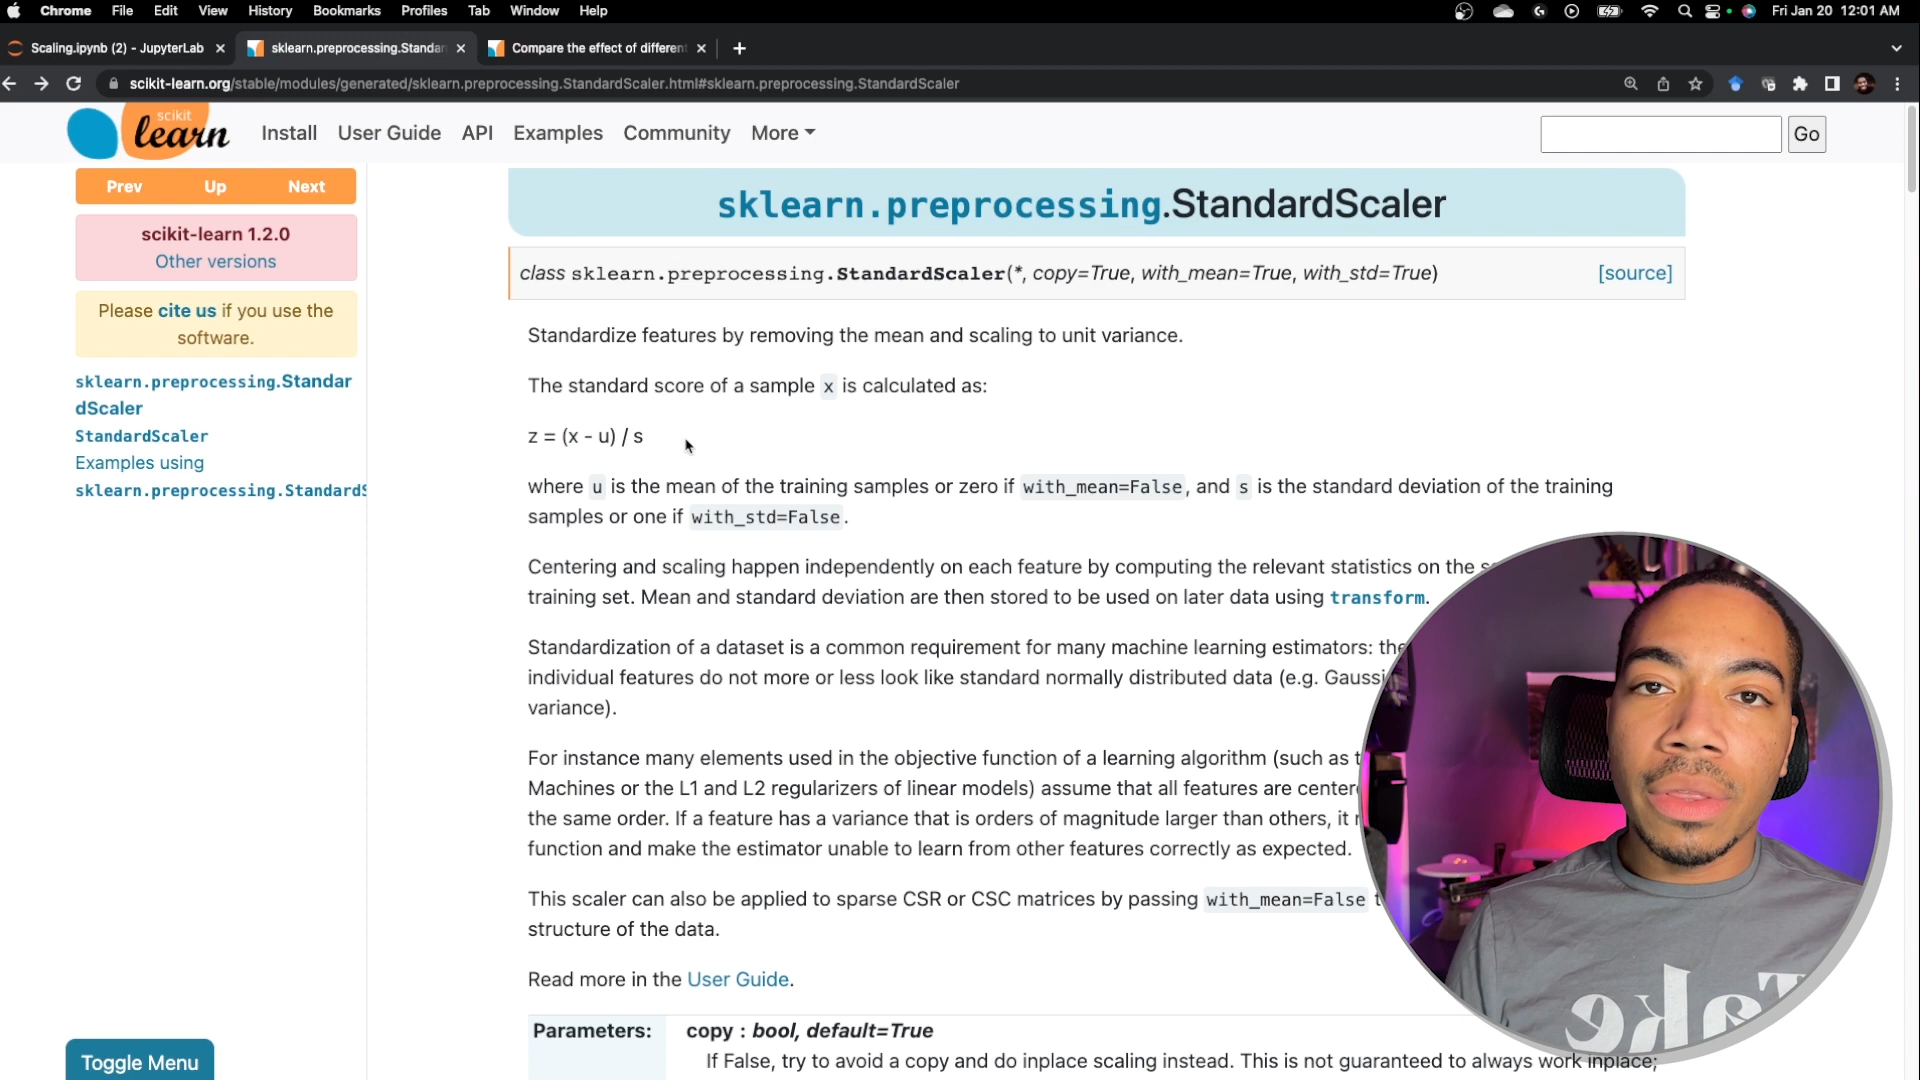 Chrome File Edit View History Bookmarks Profiles Tab Window Help Fri Jan 20 12:01 AM
Scaling.ipynb (2) - JupyterLab sklearn.preprocessing.Standar Compare the effect of differen
scikit-learn.org/stable/modules/generated/sklearn.preprocessing.StandardScaler.html#sklearn.preprocessing.StandardScaler
scikit
learn
Install User Guide API Examples Community More Go
Prev Up Next
scikit-learn 1.2.0
Other versions
Please cite us if you use the
software.
sklearn.preprocessing.Standar
dScaler
StandardScaler
Examples using
sklearn.preprocessing.StandardS
Toggle Menu
sklearn.preprocessing.StandardScaler
class sklearn.preprocessing.StandardScaler(*, copy=True, with_mean=True, with_std=True) [source]
Standardize features by removing the mean and scaling to unit variance.
The standard score of a sample x is calculated as:
z = (x - u) / s
where u is the mean of the training samples or zero if with_mean=False, and s is the standard deviation of the training
samples or one if with_std=False.
Centering and scaling happen independently on each feature by computing the relevant statistics on the
training set. Mean and standard deviation are then stored to be used on later data using transform.
Standardization of a dataset is a common requirement for many machine learning estimators:
individual features do not more or less look like standard normally distributed data (e.g. Gaussi
variance).
For instance many elements used in the objective function of a learning algorithm (such as
Machines or the L1 and L2 regularizers of linear models) assume that all features are center
the same order. If a feature has a variance that is orders of magnitude larger than others, it
function and make the estimator unable to learn from other features correctly as expected.
This scaler can also be applied to sparse CSR or CSC matrices by passing with_mean=False
structure of the data.
Read more in the User Guide.
Parameters: copy : bool, default=True
If False, try to avoid a copy and do inplace scaling instead. This is not guaranteed to always work inplace;
Take